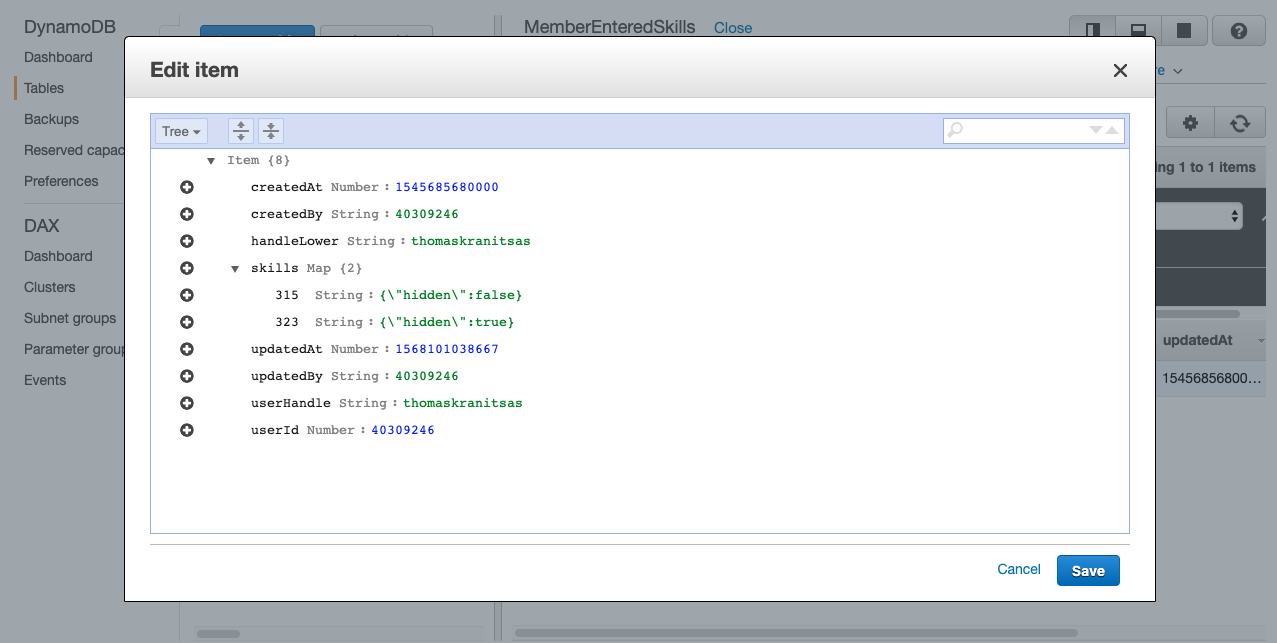 DynamoDB
Dashboard
Tables
Backups
Reserved capac
Preferences
DAX
Dashboard
Clusters
Subnet groups
Parameter group
Events
MemberEnteredSkills Close
Edit item
Tree
Item {8}
createdAt Number : 1545685680000
createdBy String : 40309246
handleLower String : thomaskranitsas
skills Map {2}
315 String : {\"hidden\":false}
323 String : {\"hidden\":true}
updatedAt Number : 1568101038667
updatedBy String : 40309246
userHandle String : thomaskranitsas
userId Number : 40309246
Cancel Save
re
ing 1 to 1 items
updatedAt
15456856800...